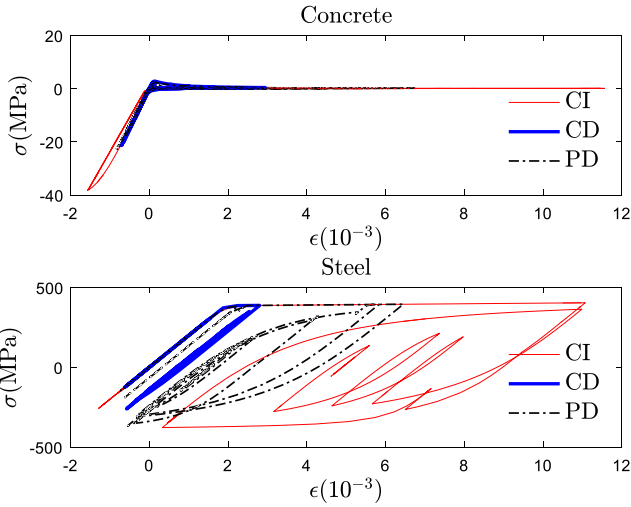 Concrete
20
0
-20
-40
σ(MPa)
CI
CD
PD
-2 0 2 4 6 8 10 12
ϵ(10⁻³)
Steel
500
0
-500
σ(MPa)
CI
CD
PD
-2 0 2 4 6 8 10 12
ϵ(10⁻³)